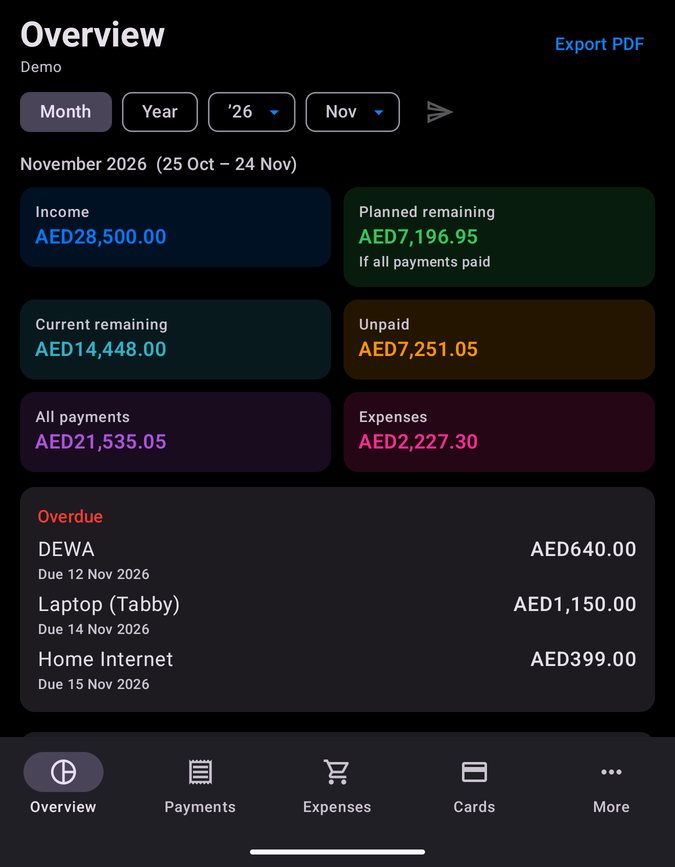 Overview
Export PDF
Demo
Month
Year
’26
Nov
November 2026 (25 Oct – 24 Nov)
Income
AED28,500.00
Planned remaining
AED7,196.95
If all payments paid
Current remaining
AED14,448.00
Unpaid
AED7,251.05
All payments
AED21,535.05
Expenses
AED2,227.30
Overdue
DEWA AED640.00
Due 12 Nov 2026
Laptop (Tabby) AED1,150.00
Due 14 Nov 2026
Home Internet AED399.00
Due 15 Nov 2026
Overview
Payments
Expenses
Cards
More